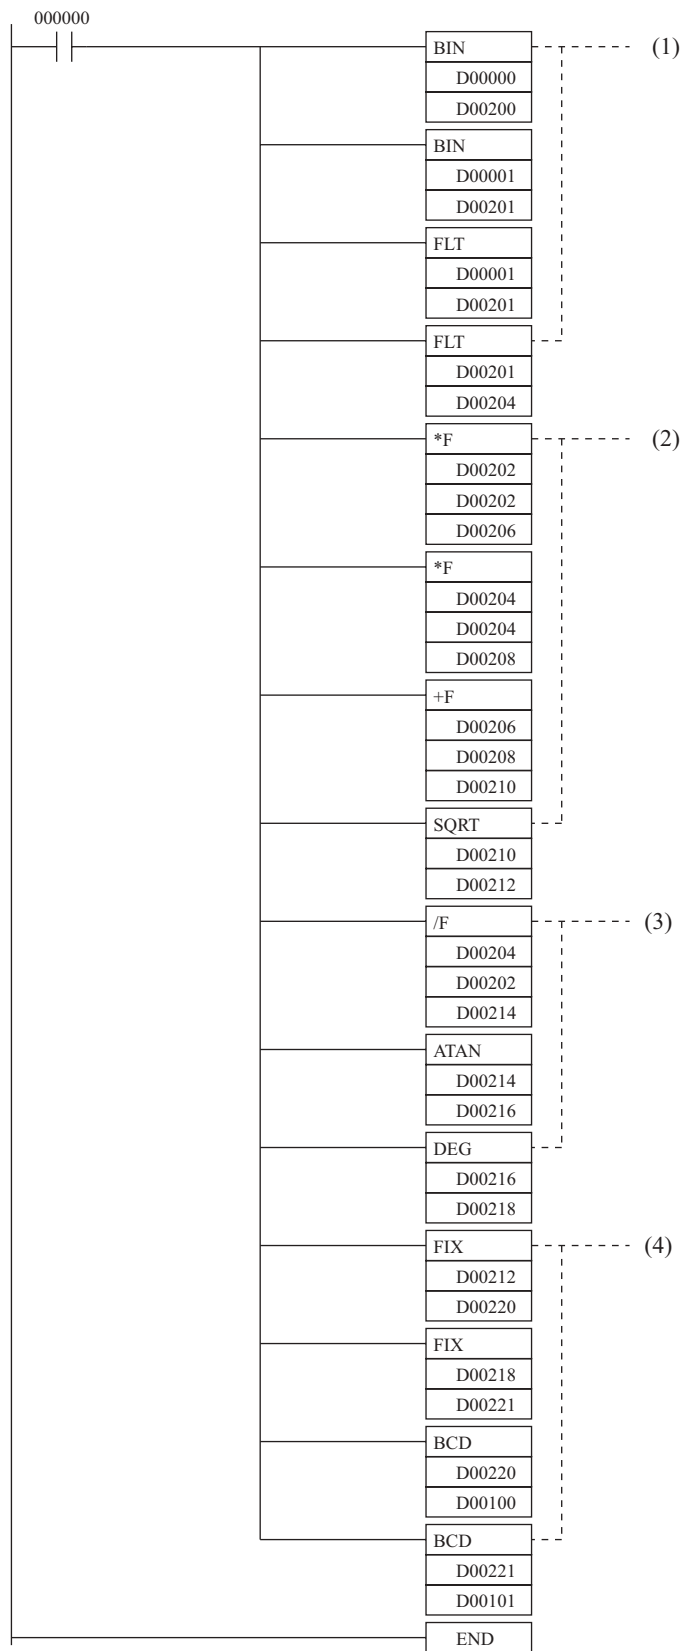 000000
BIN
(1)
D00000
D00200
BIN
D00001
D00201
FLT
D00001
D00201
FLT
D00201
D00204
*F
(2)
D00202
D00202
D00206
*F
D00204
D00204
D00208
+F
D00206
D00208
D00210
SQRT
D00210
D00212
/F
(3)
D00204
D00202
D00214
ATAN
D00214
D00216
DEG
D00216
D00218
FIX
(4)
D00212
D00220
FIX
D00218
D00221
BCD
D00220
D00100
BCD
D00221
D00101
END